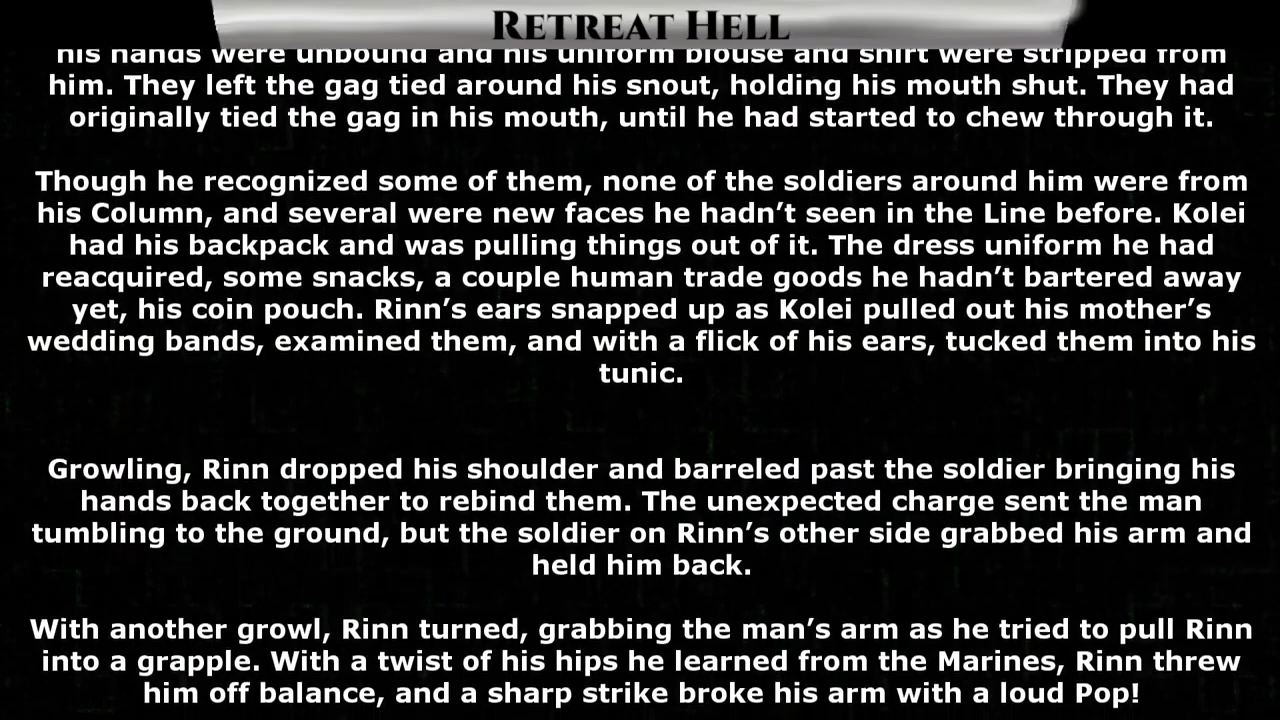 Retreat Hell
his hands were unbound and his uniform blouse and shirt were stripped from
him. They left the gag tied around his snout, holding his mouth shut. They had
originally tied the gag in his mouth, until he had started to chew through it.
Though he recognized some of them, none of the soldiers around him were from
his Column, and several were new faces he hadn’t seen in the Line before. Kolei
had his backpack and was pulling things out of it. The dress uniform he had
reacquired, some snacks, a couple human trade goods he hadn’t bartered away
yet, his coin pouch. Rinn’s ears snapped up as Kolei pulled out his mother’s
wedding bands, examined them, and with a flick of his ears, tucked them into his
tunic.
Growling, Rinn dropped his shoulder and barreled past the soldier bringing his
hands back together to rebind them. The unexpected charge sent the man
tumbling to the ground, but the soldier on Rinn’s other side grabbed his arm and
held him back.
With another growl, Rinn turned, grabbing the man’s arm as he tried to pull Rinn
into a grapple. With a twist of his hips he learned from the Marines, Rinn threw
him off balance, and a sharp strike broke his arm with a loud Pop!